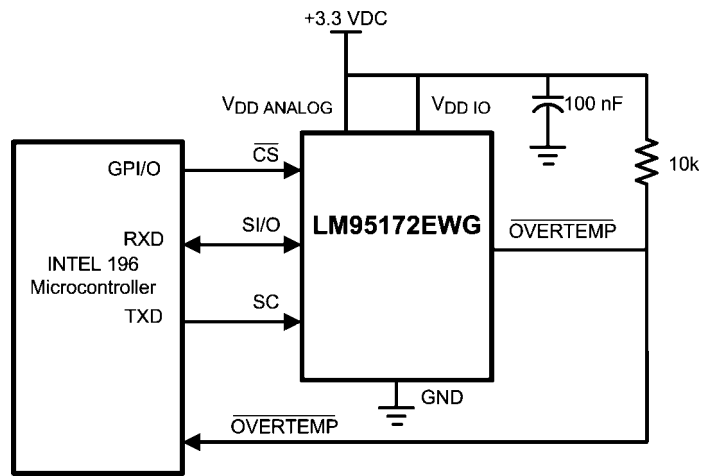 +3.3 VDC
VDD ANALOG
VDD IO
100 nF
10k
GPI/O
CS
LM95172EWG
OVERTEMP
RXD
SI/O
INTEL 196
Microcontroller
TXD
SC
GND
OVERTEMP